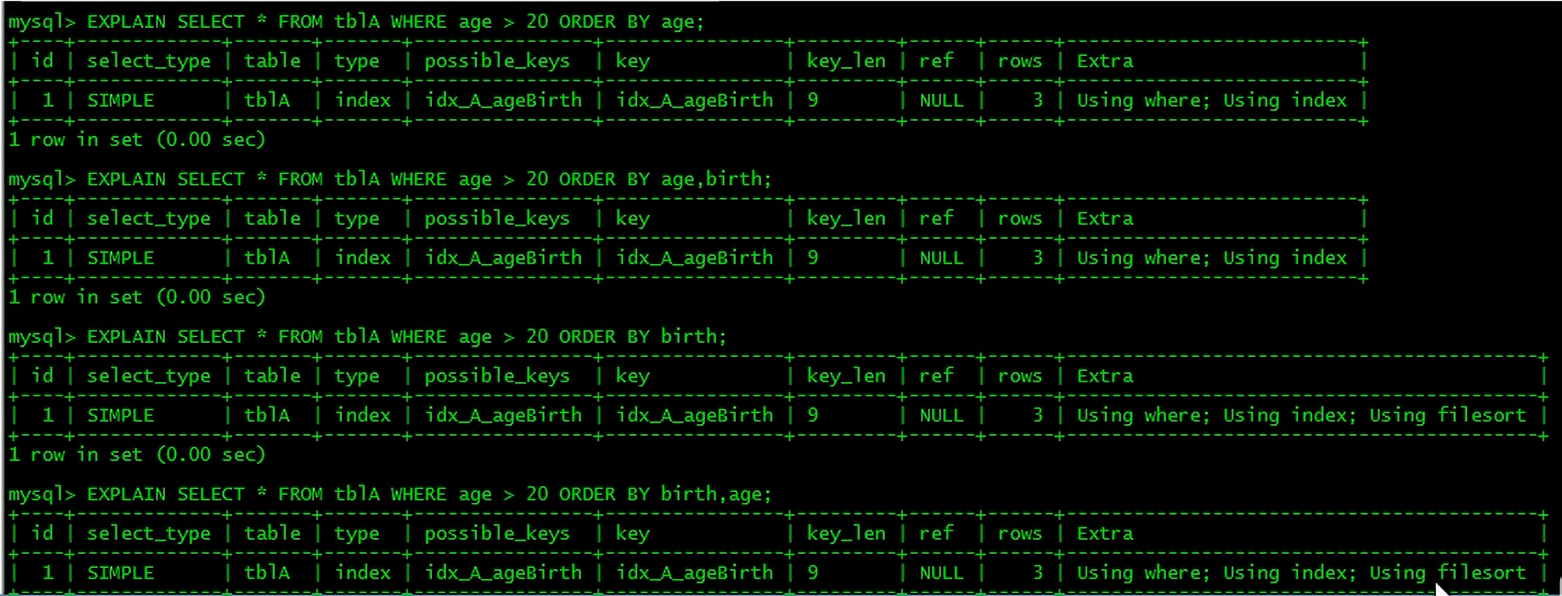 mysql> EXPLAIN SELECT * FROM tblA WHERE age > 20 ORDER BY age;
+----+-------------+-------+-------+----------------+----------------+---------+------+------+--------------------------+
| id | select_type | table | type  | possible_keys  | key            | key_len | ref  | rows | Extra                    |
+----+-------------+-------+-------+----------------+----------------+---------+------+------+--------------------------+
|  1 | SIMPLE      | tblA  | index | idx_A_ageBirth | idx_A_ageBirth | 9       | NULL |    3 | Using where; Using index |
+----+-------------+-------+-------+----------------+----------------+---------+------+------+--------------------------+
1 row in set (0.00 sec)
mysql> EXPLAIN SELECT * FROM tblA WHERE age > 20 ORDER BY age,birth;
+----+-------------+-------+-------+----------------+----------------+---------+------+------+--------------------------+
| id | select_type | table | type  | possible_keys  | key            | key_len | ref  | rows | Extra                    |
+----+-------------+-------+-------+----------------+----------------+---------+------+------+--------------------------+
|  1 | SIMPLE      | tblA  | index | idx_A_ageBirth | idx_A_ageBirth | 9       | NULL |    3 | Using where; Using index |
+----+-------------+-------+-------+----------------+----------------+---------+------+------+--------------------------+
1 row in set (0.00 sec)
mysql> EXPLAIN SELECT * FROM tblA WHERE age > 20 ORDER BY birth;
+----+-------------+-------+-------+----------------+----------------+---------+------+------+------------------------------------------+
| id | select_type | table | type  | possible_keys  | key            | key_len | ref  | rows | Extra                                    |
+----+-------------+-------+-------+----------------+----------------+---------+------+------+------------------------------------------+
|  1 | SIMPLE      | tblA  | index | idx_A_ageBirth | idx_A_ageBirth | 9       | NULL |    3 | Using where; Using index; Using filesort |
+----+-------------+-------+-------+----------------+----------------+---------+------+------+------------------------------------------+
1 row in set (0.00 sec)
mysql> EXPLAIN SELECT * FROM tblA WHERE age > 20 ORDER BY birth,age;
+----+-------------+-------+-------+----------------+----------------+---------+------+------+------------------------------------------+
| id | select_type | table | type  | possible_keys  | key            | key_len | ref  | rows | Extra                                    |
+----+-------------+-------+-------+----------------+----------------+---------+------+------+------------------------------------------+
|  1 | SIMPLE      | tblA  | index | idx_A_ageBirth | idx_A_ageBirth | 9       | NULL |    3 | Using where; Using index; Using filesort |
+----+-------------+-------+-------+----------------+----------------+---------+------+------+------------------------------------------+